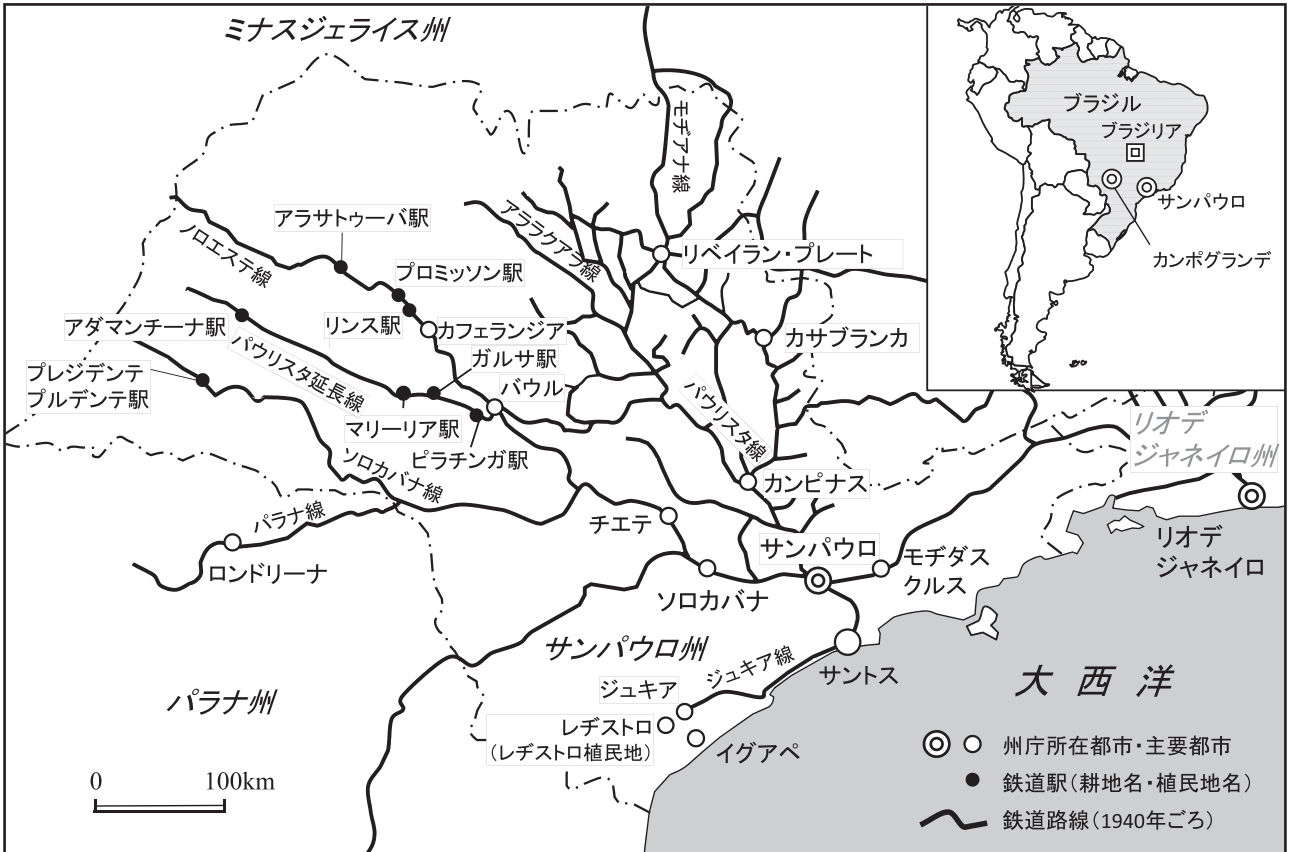 ミナスジェライス州
ブラジル
ブラジリア
サンパウロ
カンポグランデ
モヂアナ線
アララクアラ線
アラサトゥーバ駅
ノロエステ線
プロミッソン駅
リベイラン・プレート
リンス駅
カフェランジア
カサブランカ
アダマンチーナ駅
パウリスタ延長線
ガルサ駅
バウル
プレジデンテ
プルデンテ駅
マリーリア駅
ピラチンガ駅
パウリスタ線
リオデ
ジャネイロ州
ソロカバナ線
カンピナス
パラナ線
チエテ
サンパウロ
モヂダス
クルス
リオデ
ジャネイロ
ロンドリーナ
ソロカバナ
サンパウロ州
ジュキア線
サントス
大西洋
パラナ州
ジュキア
レヂストロ
(レヂストロ植民地)
イグアペ
0 100km
州庁所在都市・主要都市
鉄道駅(耕地名・植民地名)
鉄道路線(1940年ごろ)